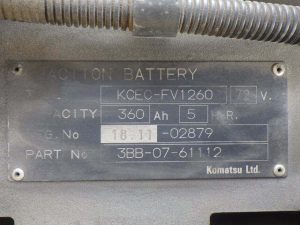 ACTION BATTERY
KCEC-FV1260 72 V.
ACITY 360 Ah 5 H.R.
G.No 18.11-02879
PART No 3BB-07-61112
Komatsu Ltd.